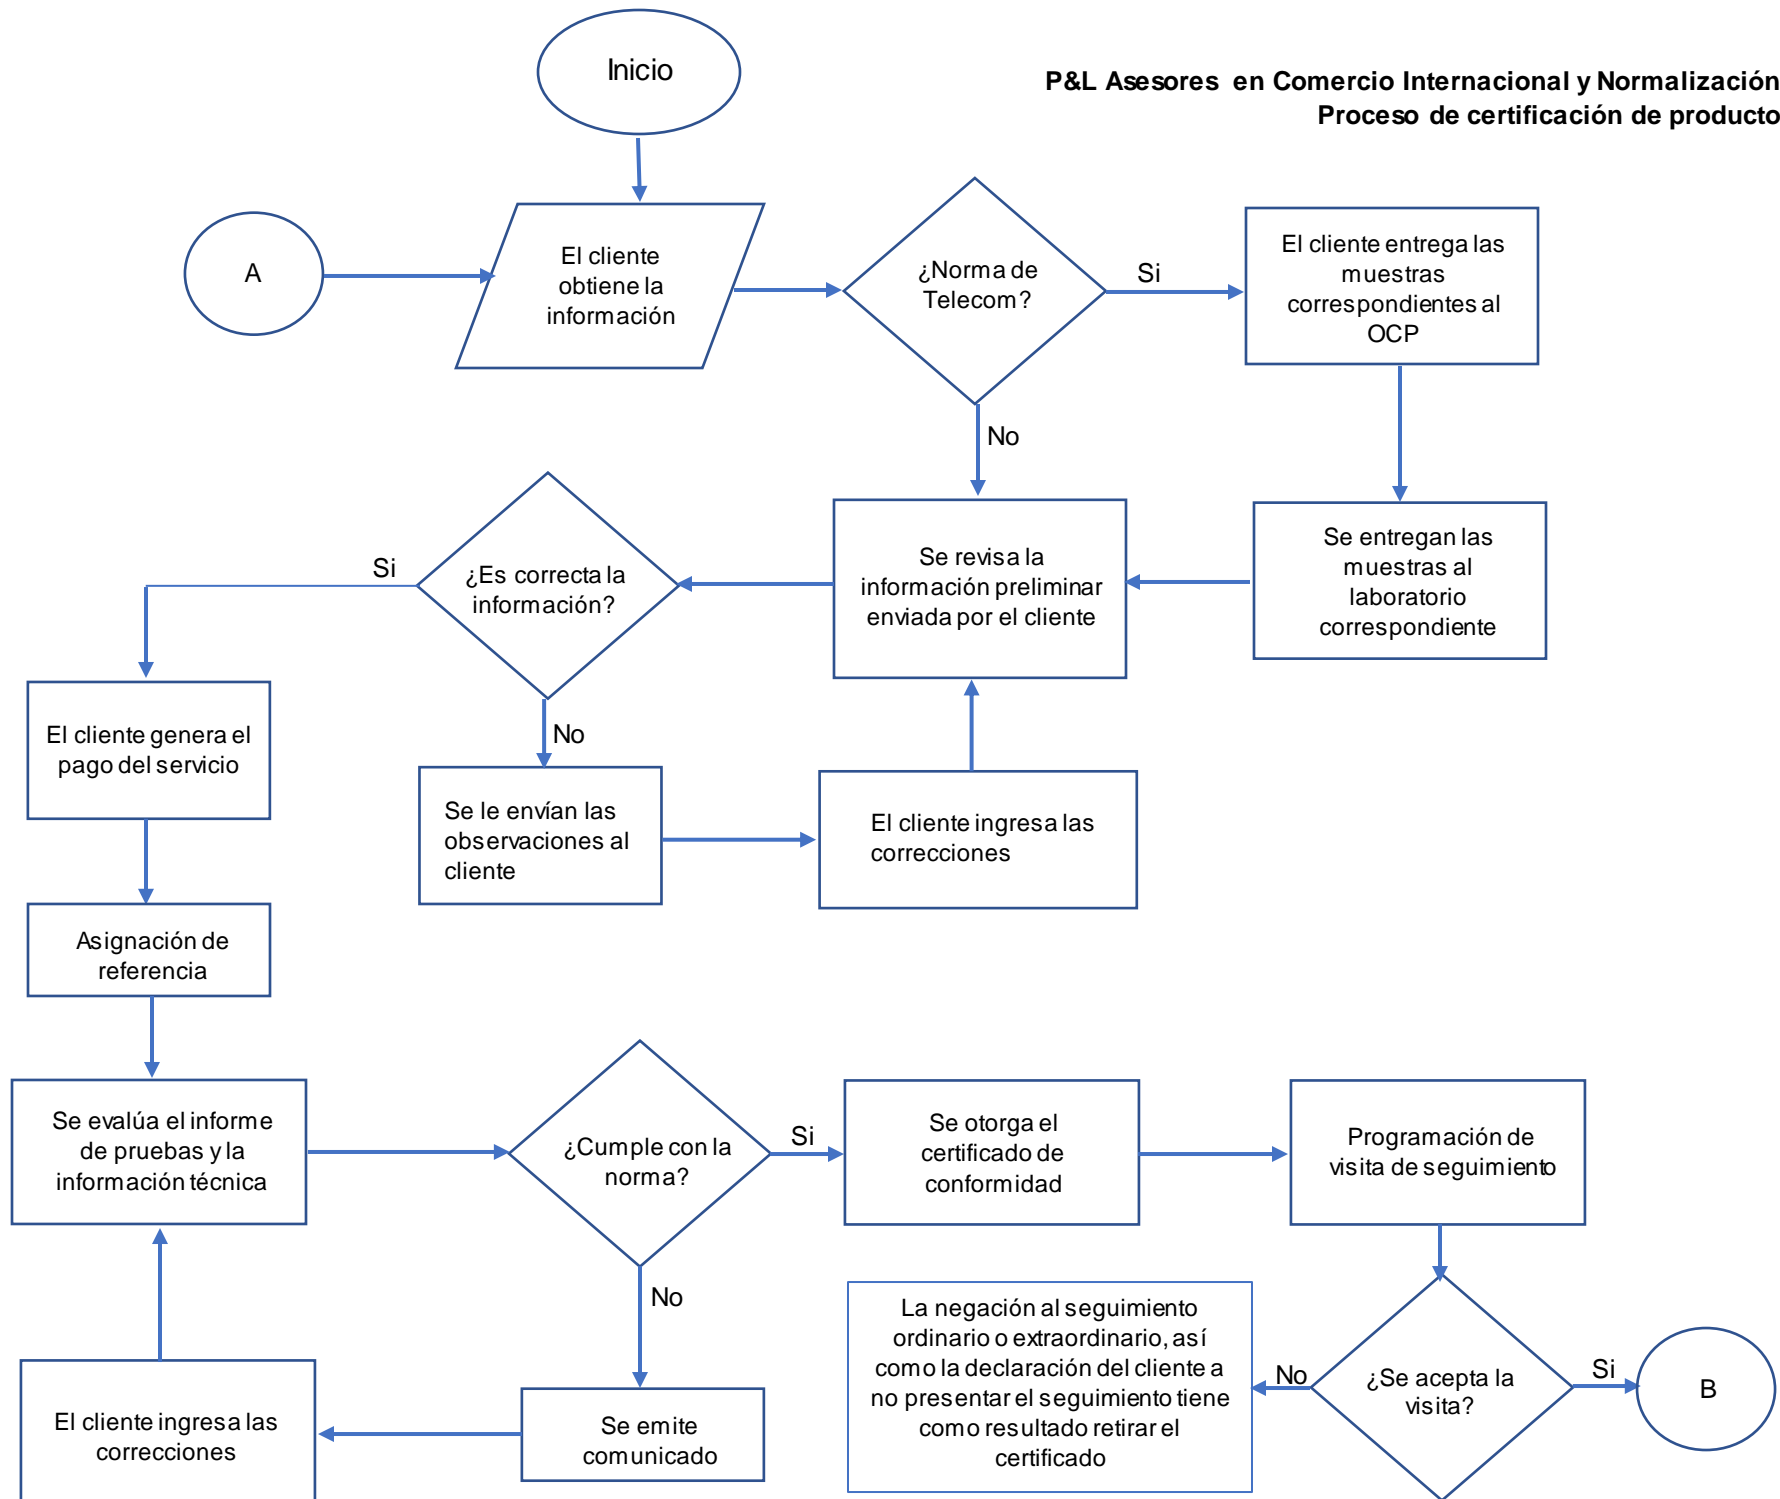 Inicio
P&L Asesores en Comercio Internacional y Normalización
Proceso de certificación de producto
A
El cliente
obtiene la
información
¿Norma de
Telecom?
Si
El cliente entrega las
muestras
correspondientes al
OCP
No
Se entregan las
muestras al
laboratorio
correspondiente
Se revisa la
información preliminar
enviada por el cliente
¿Es correcta la
información?
Si
No
El cliente genera el
pago del servicio
Se le envían las
observaciones al
cliente
El cliente ingresa las
correcciones
Asignación de
referencia
Se evalúa el informe
de pruebas y la
información técnica
¿Cumple con la
norma?
Si
Se otorga el
certificado de
conformidad
Programación de
visita de seguimiento
No
Se emite
comunicado
El cliente ingresa las
correcciones
¿Se acepta la
visita?
No
La negación al seguimiento
ordinario o extraordinario, así
como la declaración del cliente a
no presentar el seguimiento tiene
como resultado retirar el
certificado
Si
B